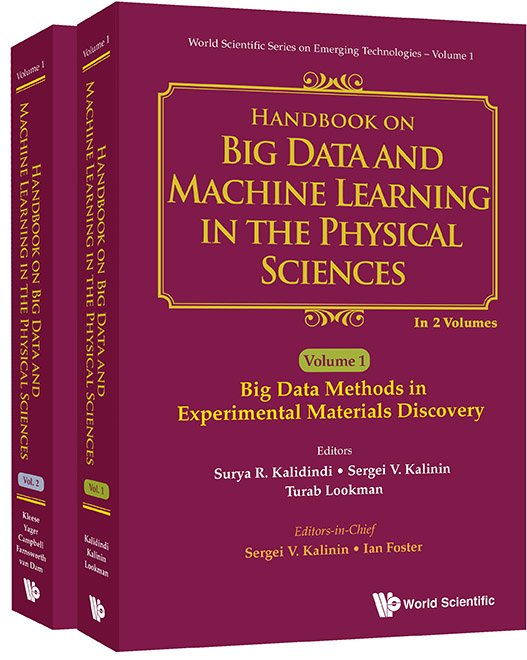 World Scientific Series on Emerging Technologies – Volume 1
HANDBOOK ON
BIG DATA AND
MACHINE LEARNING
IN THE PHYSICAL
SCIENCES
In 2 Volumes
Volume 1
Big Data Methods in
Experimental Materials Discovery
Editors
Surya R. Kalidindi • Sergei V. Kalinin
Turab Lookman
Editors-in-Chief
Sergei V. Kalinin • Ian Foster
World Scientific
Volume 1
HANDBOOK ON BIG DATA AND
MACHINE LEARNING IN THE PHYSICAL SCIENCES
Vol. 1
Kalidindi
Kalinin
Lookman
Volume 1
HANDBOOK ON BIG DATA AND
MACHINE LEARNING IN THE PHYSICAL SCIENCES
Vol. 2
Kleese
Yager
Campbell
Farnsworth
van Dam